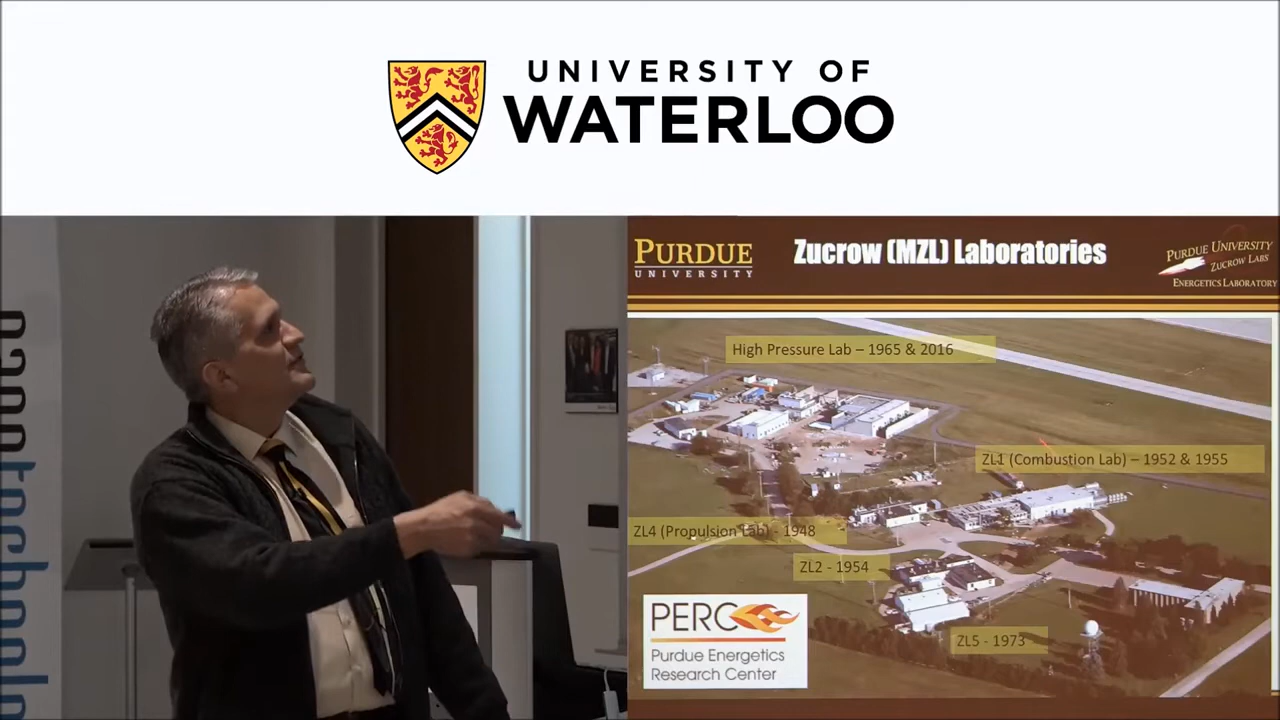 UNIVERSITY OF
WATERLOO
nanotechnolo
PURDUE
UNIVERSITY
Zucrow (MZL) Laboratories
PURDUE UNIVERSITY
ZUCROW LABS
ENERGETICS LABORATORY
High Pressure Lab – 1965 & 2016
ZL1 (Combustion Lab) – 1952 & 1955
ZL4 (Propulsion Lab) - 1948
ZL2 - 1954
ZL5 - 1973
PERC
Purdue Energetics
Research Center